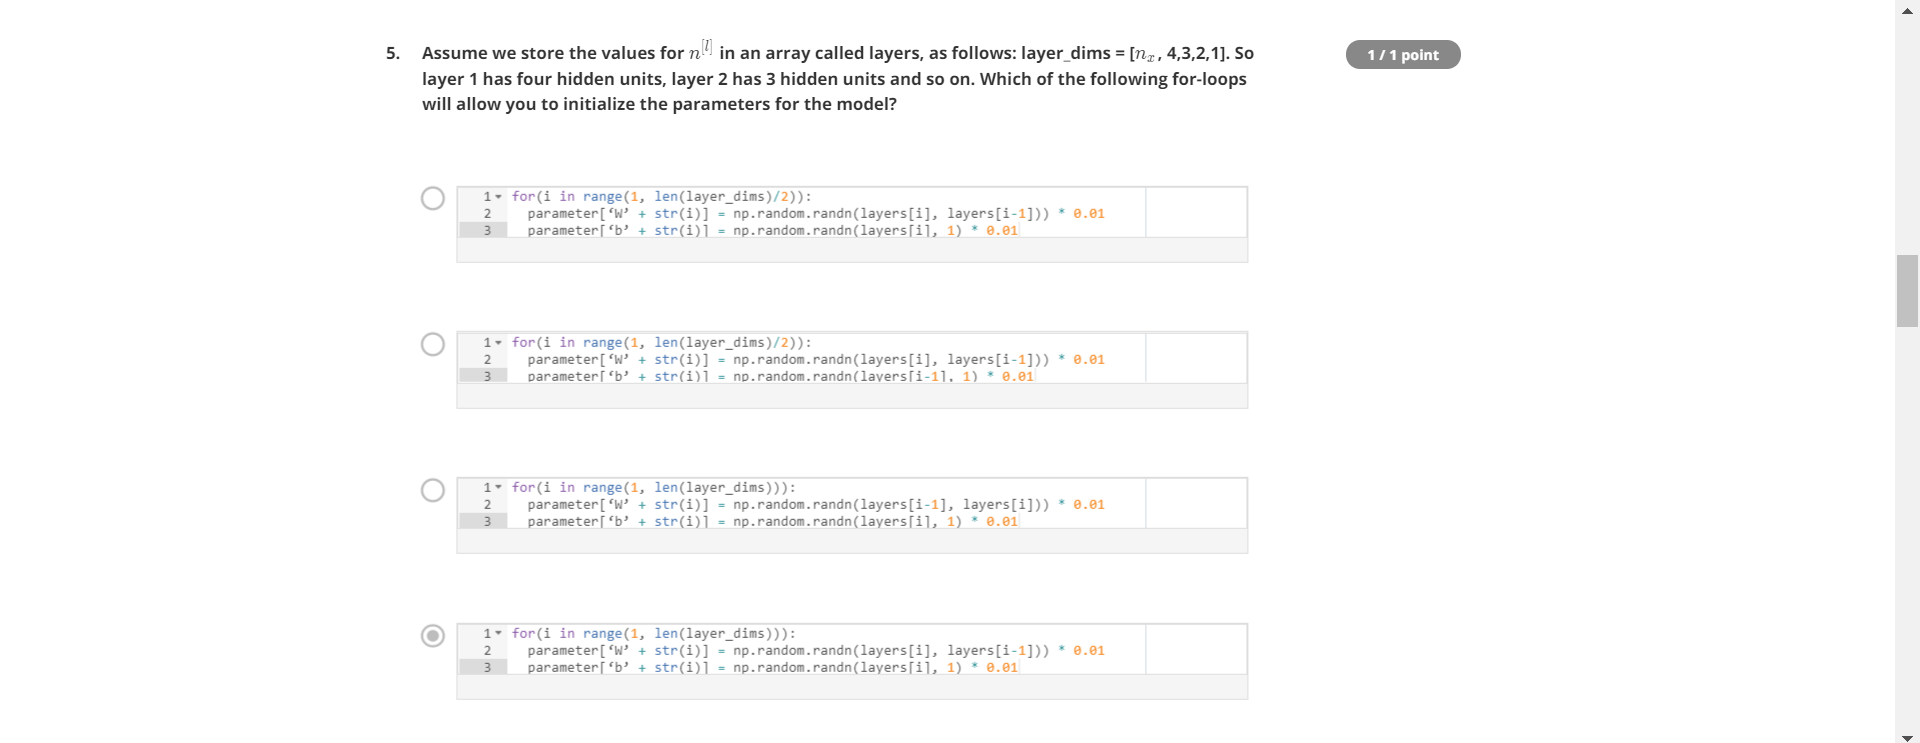 5. Assume we store the values for n^[l] in an array called layers, as follows: layer_dims = [n_x, 4,3,2,1]. So
layer 1 has four hidden units, layer 2 has 3 hidden units and so on. Which of the following for-loops
will allow you to initialize the parameters for the model?
1 / 1 point
1 for(i in range(1, len(layer_dims)/2)):
2 parameter[‘W’ + str(i)] = np.random.randn(layers[i], layers[i-1])) * 0.01
3 parameter[‘b’ + str(i)] = np.random.randn(layers[i], 1) * 0.01
1 for(i in range(1, len(layer_dims)/2)):
2 parameter[‘W’ + str(i)] = np.random.randn(layers[i], layers[i-1])) * 0.01
3 parameter[‘b’ + str(i)] = np.random.randn(layers[i-1], 1) * 0.01
1 for(i in range(1, len(layer_dims))):
2 parameter[‘W’ + str(i)] = np.random.randn(layers[i-1], layers[i])) * 0.01
3 parameter[‘b’ + str(i)] = np.random.randn(layers[i], 1) * 0.01
1 for(i in range(1, len(layer_dims))):
2 parameter[‘W’ + str(i)] = np.random.randn(layers[i], layers[i-1])) * 0.01
3 parameter[‘b’ + str(i)] = np.random.randn(layers[i], 1) * 0.01